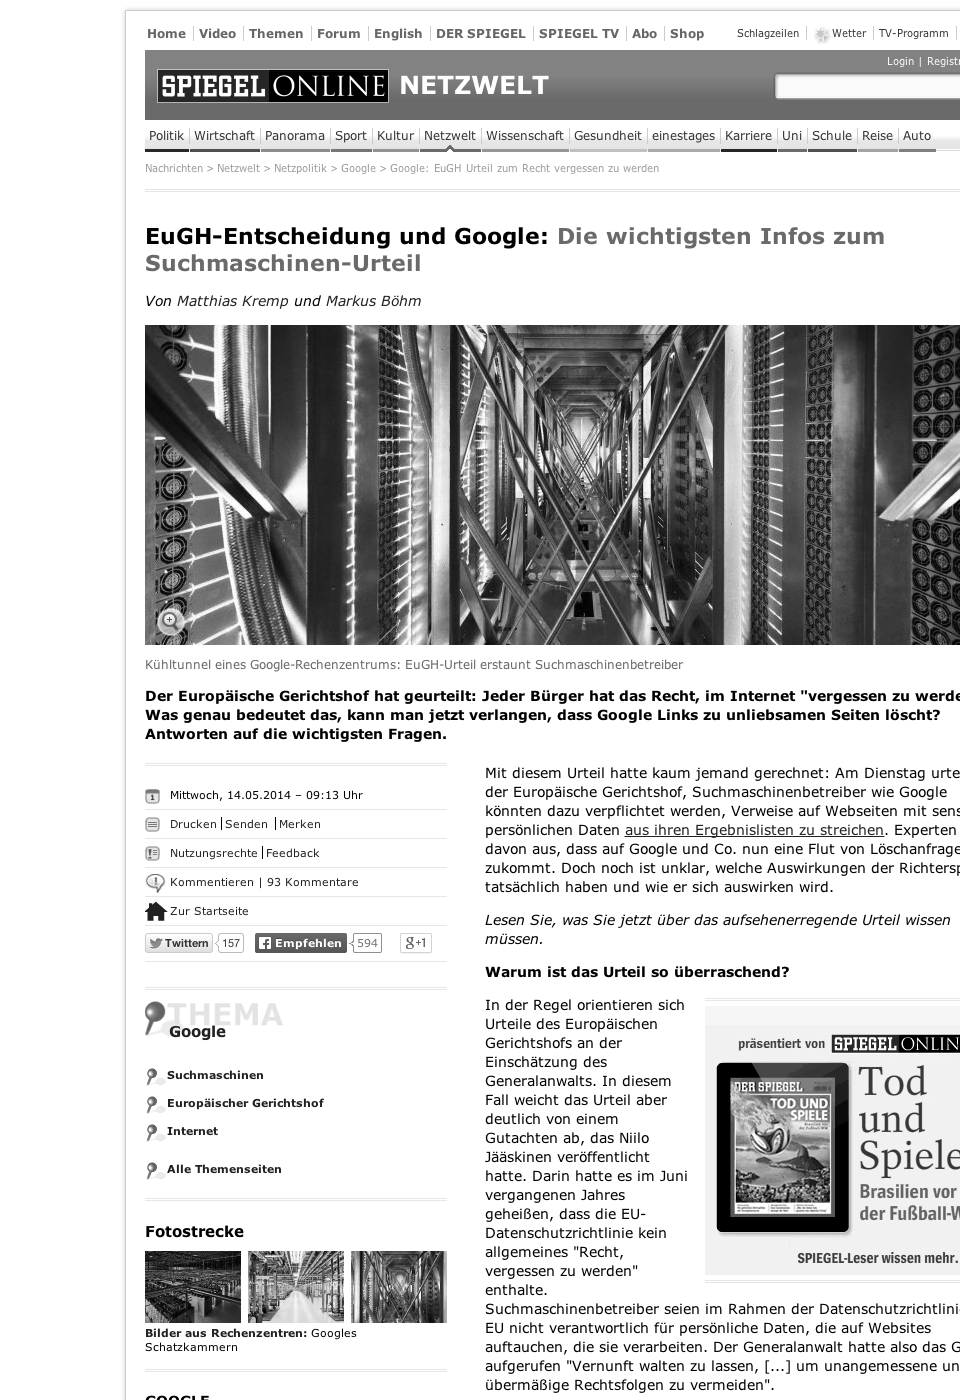 Home Video Themen Forum English DER SPIEGEL SPIEGEL TV Abo Shop Schlagzeilen Wetter TV-Programm
Login | Registr
SPIEGEL ONLINE NETZWELT
Politik Wirtschaft Panorama Sport Kultur Netzwelt Wissenschaft Gesundheit einestages Karriere Uni Schule Reise Auto
Nachrichten > Netzwelt > Netzpolitik > Google > Google: EuGH Urteil zum Recht vergessen zu werden
EuGH-Entscheidung und Google: Die wichtigsten Infos zum
Suchmaschinen-Urteil
Von Matthias Kremp und Markus Böhm
Kühltunnel eines Google-Rechenzentrums: EuGH-Urteil erstaunt Suchmaschinenbetreiber
Der Europäische Gerichtshof hat geurteilt: Jeder Bürger hat das Recht, im Internet "vergessen zu werde
Was genau bedeutet das, kann man jetzt verlangen, dass Google Links zu unliebsamen Seiten löscht?
Antworten auf die wichtigsten Fragen.
1 Mittwoch, 14.05.2014 – 09:13 Uhr
Drucken | Senden | Merken
Nutzungsrechte | Feedback
Kommentieren | 93 Kommentare
Zur Startseite
Twittern 157 Empfehlen 594 g+1
THEMA
Google
Suchmaschinen
Europäischer Gerichtshof
Internet
Alle Themenseiten
Fotostrecke
Bilder aus Rechenzentren: Googles
Schatzkammern
GOOGLE
Mit diesem Urteil hatte kaum jemand gerechnet: Am Dienstag urte
der Europäische Gerichtshof, Suchmaschinenbetreiber wie Google
könnten dazu verpflichtet werden, Verweise auf Webseiten mit sens
persönlichen Daten aus ihren Ergebnislisten zu streichen. Experten
davon aus, dass auf Google und Co. nun eine Flut von Löschanfrage
zukommt. Doch noch ist unklar, welche Auswirkungen der Richtersp
tatsächlich haben und wie er sich auswirken wird.
Lesen Sie, was Sie jetzt über das aufsehenerregende Urteil wissen
müssen.
Warum ist das Urteil so überraschend?
In der Regel orientieren sich
Urteile des Europäischen
Gerichtshofs an der
Einschätzung des
Generalanwalts. In diesem
Fall weicht das Urteil aber
deutlich von einem
Gutachten ab, das Niilo
Jääskinen veröffentlicht
hatte. Darin hatte es im Juni
vergangenen Jahres
geheißen, dass die EU-
Datenschutzrichtlinie kein
allgemeines "Recht,
vergessen zu werden"
enthalte.
Suchmaschinenbetreiber seien im Rahmen der Datenschutzrichtlini
EU nicht verantwortlich für persönliche Daten, die auf Websites
auftauchen, die sie verarbeiten. Der Generalanwalt hatte also das G
aufgerufen "Vernunft walten zu lassen, [...] um unangemessene un
übermäßige Rechtsfolgen zu vermeiden".
präsentiert von SPIEGEL ONLIN
DER SPIEGEL
TOD UND
SPIELE
Tod
und
Spiele
Brasilien vor
der Fußball-W
SPIEGEL-Leser wissen mehr.